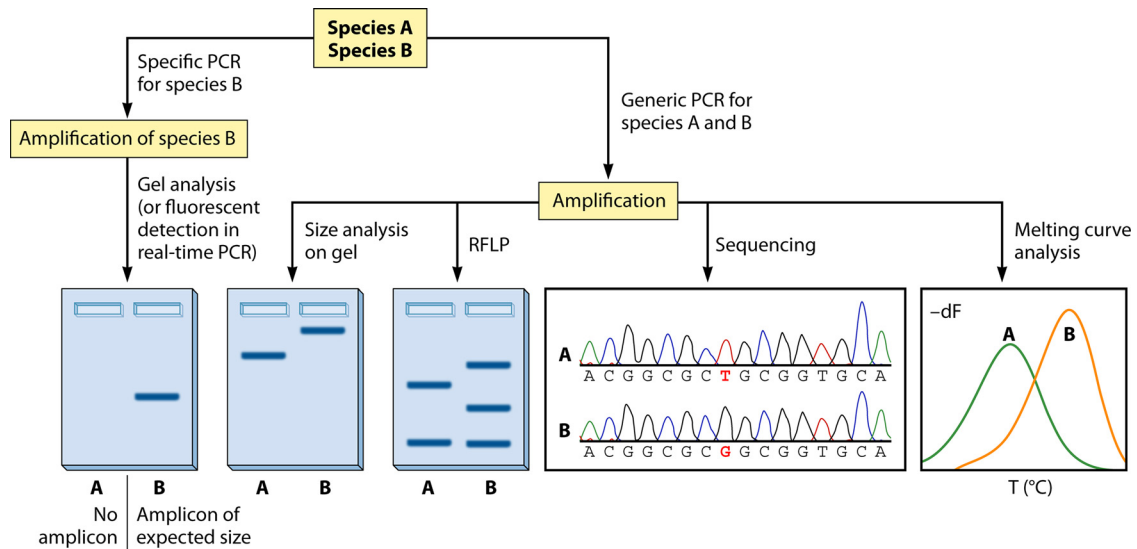 Species A
Species B
Specific PCR
for species B
Generic PCR for
species A and B
Amplification of species B
Amplification
Gel analysis
(or fluorescent
detection in
real-time PCR)
Size analysis
on gel
RFLP
Sequencing
Melting curve
analysis
A
B
No
amplicon
Amplicon of
expected size
A
B
A
B
A
A C G G C G C T G C G G T G C A
B
A C G G C G C G G C G G T G C A
–dF
A
B
T (°C)